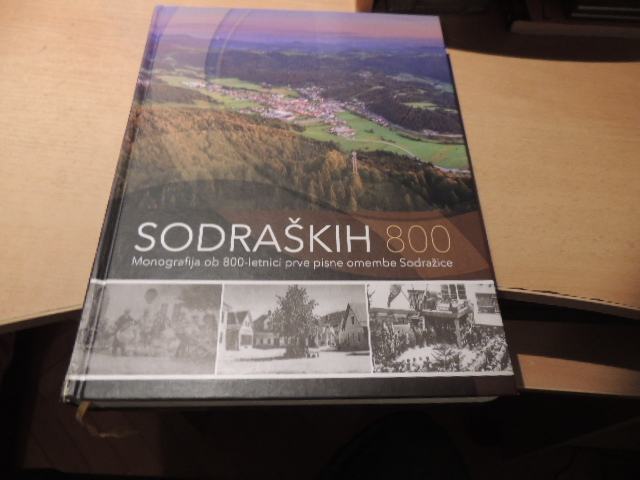 SODRAŠKIH 800
Monografija ob 800-letnici prve pisne omembe Sodražice